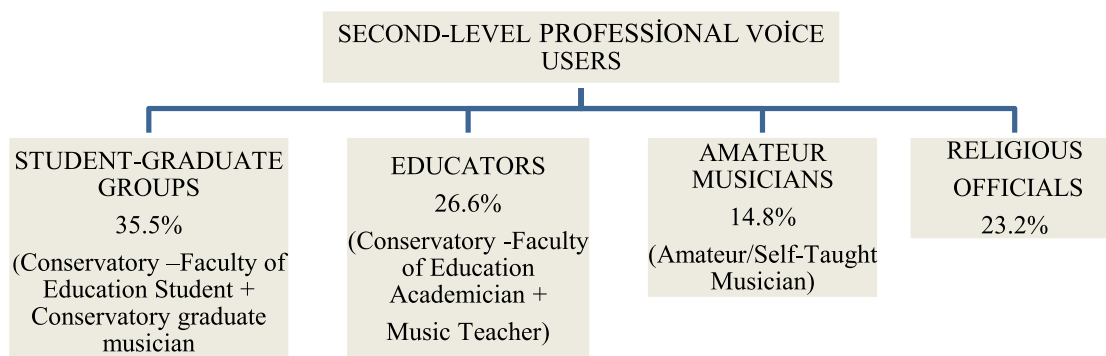 SECOND-LEVEL PROFESSİONAL VOİCE
USERS
STUDENT-GRADUATE
GROUPS
35.5%
(Conservatory –Faculty of
Education Student +
Conservatory graduate
musician
EDUCATORS
26.6%
(Conservatory -Faculty
of Education
Academician +
Music Teacher)
AMATEUR
MUSICIANS
14.8%
(Amateur/Self-Taught
Musician)
RELIGIOUS
OFFICIALS
23.2%